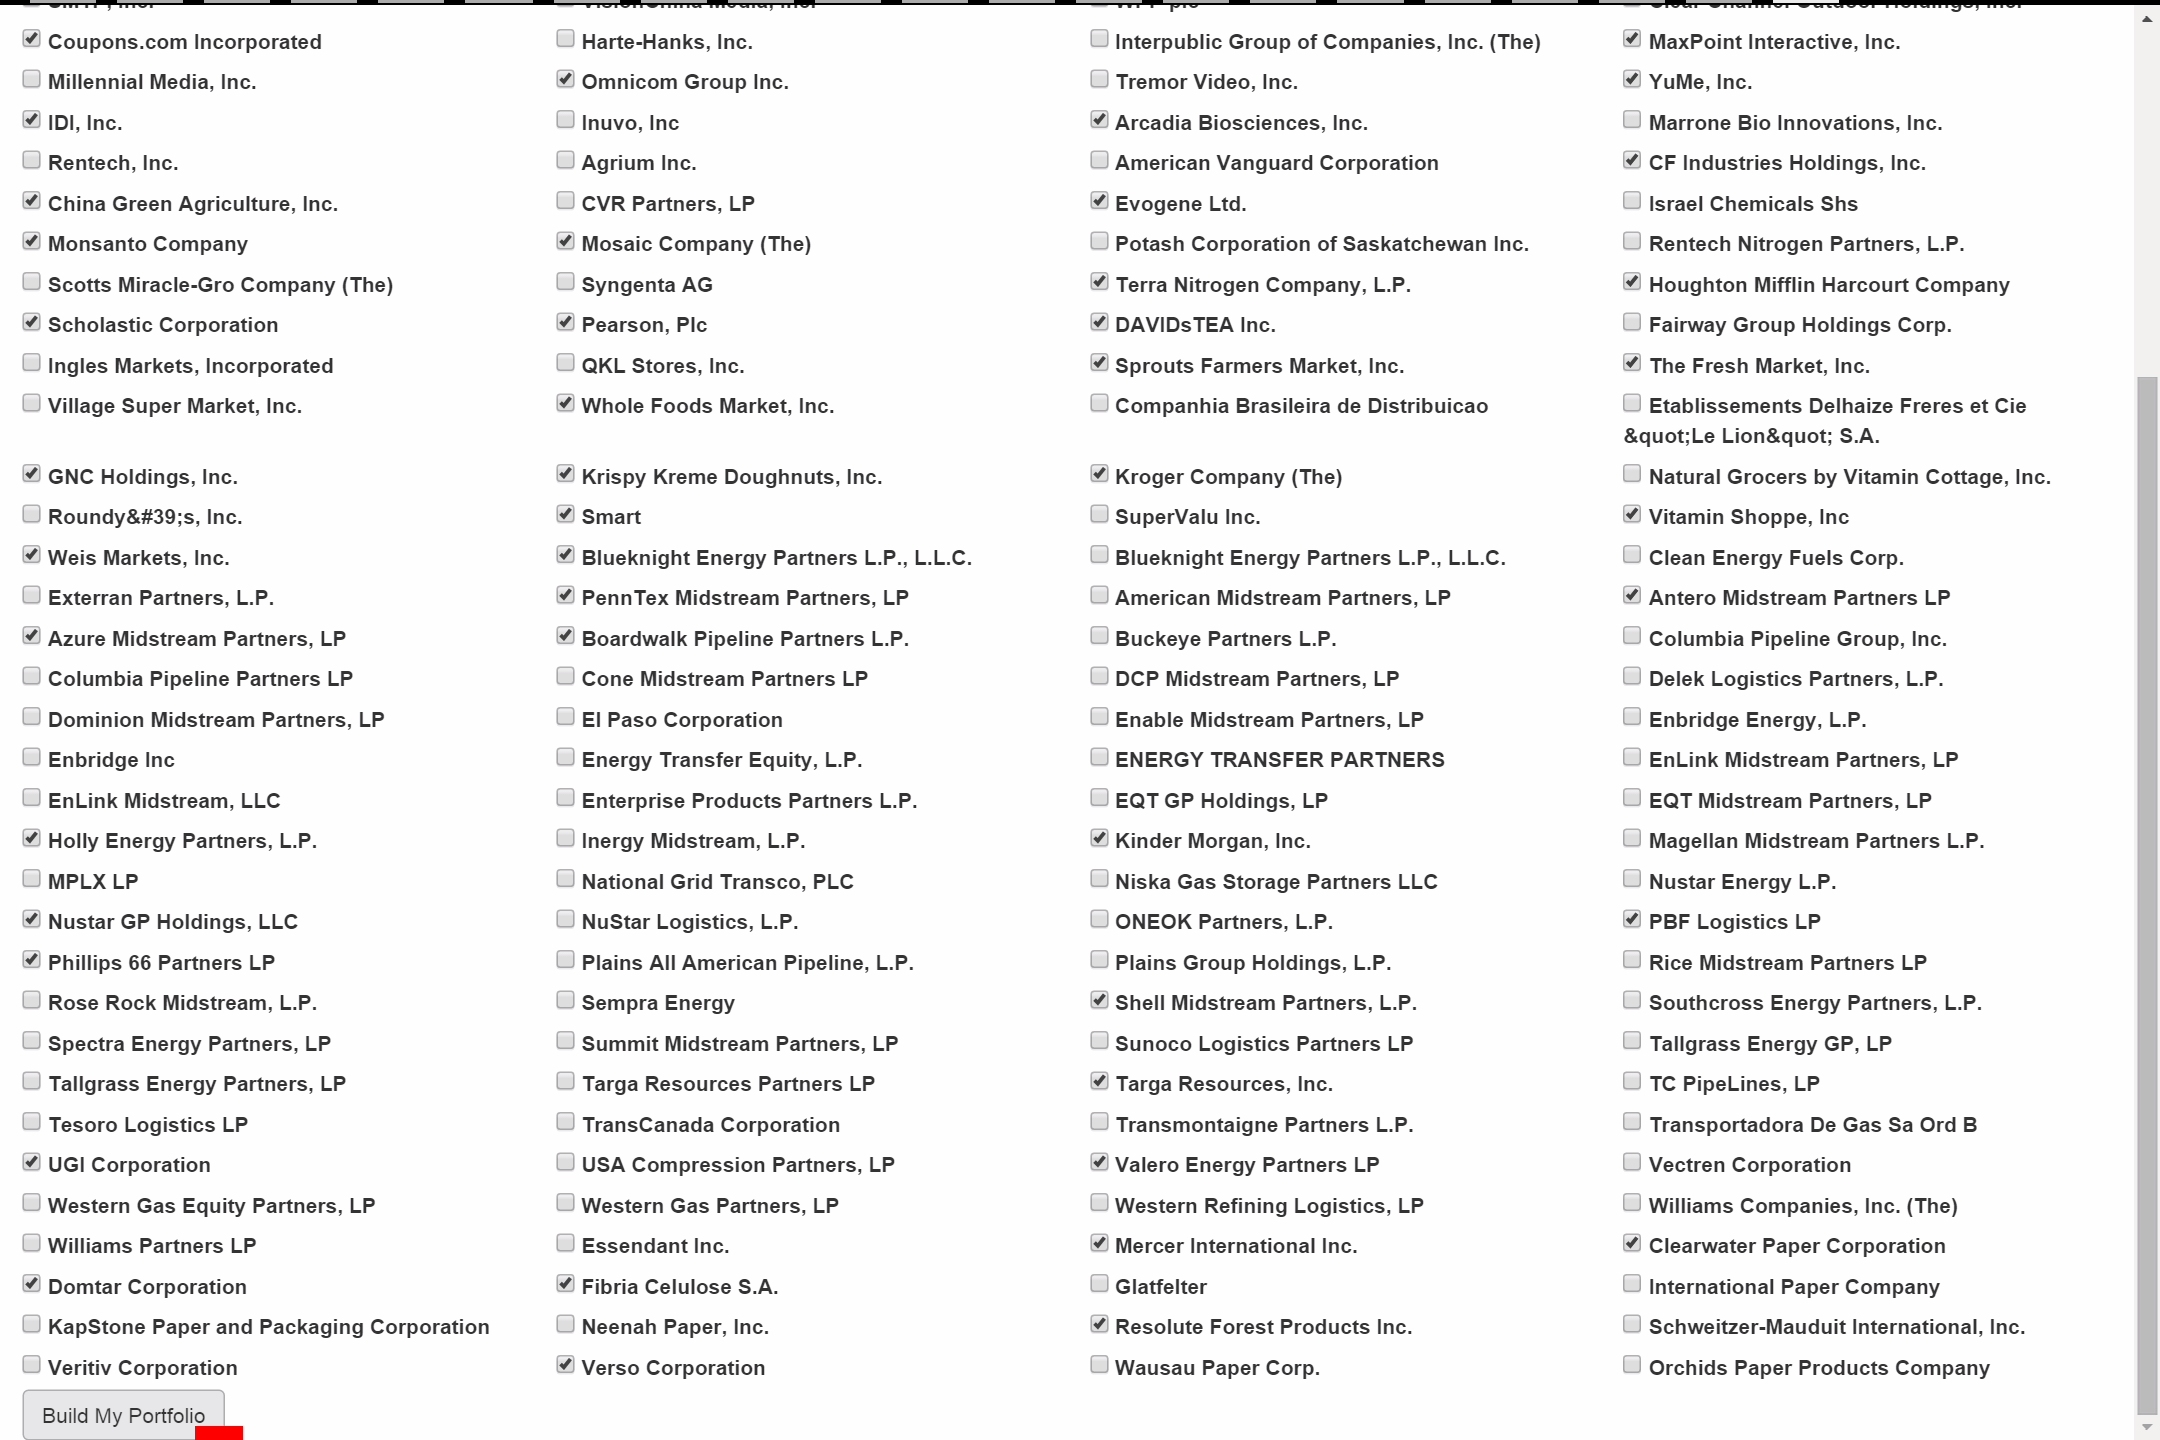 Coupons.com Incorporated Harte-Hanks, Inc. Interpublic Group of Companies, Inc. (The) MaxPoint Interactive, Inc.
Millennial Media, Inc. Omnicom Group Inc. Tremor Video, Inc. YuMe, Inc.
IDI, Inc. Inuvo, Inc Arcadia Biosciences, Inc. Marrone Bio Innovations, Inc.
Rentech, Inc. Agrium Inc. American Vanguard Corporation CF Industries Holdings, Inc.
China Green Agriculture, Inc. CVR Partners, LP Evogene Ltd. Israel Chemicals Shs
Monsanto Company Mosaic Company (The) Potash Corporation of Saskatchewan Inc. Rentech Nitrogen Partners, L.P.
Scotts Miracle-Gro Company (The) Syngenta AG Terra Nitrogen Company, L.P. Houghton Mifflin Harcourt Company
Scholastic Corporation Pearson, Plc DAVIDsTEA Inc. Fairway Group Holdings Corp.
Ingles Markets, Incorporated QKL Stores, Inc. Sprouts Farmers Market, Inc. The Fresh Market, Inc.
Village Super Market, Inc. Whole Foods Market, Inc. Companhia Brasileira de Distribuicao Etablissements Delhaize Freres et Cie
&quot;Le Lion&quot; S.A.
GNC Holdings, Inc. Krispy Kreme Doughnuts, Inc. Kroger Company (The) Natural Grocers by Vitamin Cottage, Inc.
Roundy&#39;s, Inc. Smart SuperValu Inc. Vitamin Shoppe, Inc
Weis Markets, Inc. Blueknight Energy Partners L.P., L.L.C. Blueknight Energy Partners L.P., L.L.C. Clean Energy Fuels Corp.
Exterran Partners, L.P. PennTex Midstream Partners, LP American Midstream Partners, LP Antero Midstream Partners LP
Azure Midstream Partners, LP Boardwalk Pipeline Partners L.P. Buckeye Partners L.P. Columbia Pipeline Group, Inc.
Columbia Pipeline Partners LP Cone Midstream Partners LP DCP Midstream Partners, LP Delek Logistics Partners, L.P.
Dominion Midstream Partners, LP El Paso Corporation Enable Midstream Partners, LP Enbridge Energy, L.P.
Enbridge Inc Energy Transfer Equity, L.P. ENERGY TRANSFER PARTNERS EnLink Midstream Partners, LP
EnLink Midstream, LLC Enterprise Products Partners L.P. EQT GP Holdings, LP EQT Midstream Partners, LP
Holly Energy Partners, L.P. Inergy Midstream, L.P. Kinder Morgan, Inc. Magellan Midstream Partners L.P.
MPLX LP National Grid Transco, PLC Niska Gas Storage Partners LLC Nustar Energy L.P.
Nustar GP Holdings, LLC NuStar Logistics, L.P. ONEOK Partners, L.P. PBF Logistics LP
Phillips 66 Partners LP Plains All American Pipeline, L.P. Plains Group Holdings, L.P. Rice Midstream Partners LP
Rose Rock Midstream, L.P. Sempra Energy Shell Midstream Partners, L.P. Southcross Energy Partners, L.P.
Spectra Energy Partners, LP Summit Midstream Partners, LP Sunoco Logistics Partners LP Tallgrass Energy GP, LP
Tallgrass Energy Partners, LP Targa Resources Partners LP Targa Resources, Inc. TC PipeLines, LP
Tesoro Logistics LP TransCanada Corporation Transmontaigne Partners L.P. Transportadora De Gas Sa Ord B
UGI Corporation USA Compression Partners, LP Valero Energy Partners LP Vectren Corporation
Western Gas Equity Partners, LP Western Gas Partners, LP Western Refining Logistics, LP Williams Companies, Inc. (The)
Williams Partners LP Essendant Inc. Mercer International Inc. Clearwater Paper Corporation
Domtar Corporation Fibria Celulose S.A. Glatfelter International Paper Company
KapStone Paper and Packaging Corporation Neenah Paper, Inc. Resolute Forest Products Inc. Schweitzer-Mauduit International, Inc.
Veritiv Corporation Verso Corporation Wausau Paper Corp. Orchids Paper Products Company
Build My Portfolio